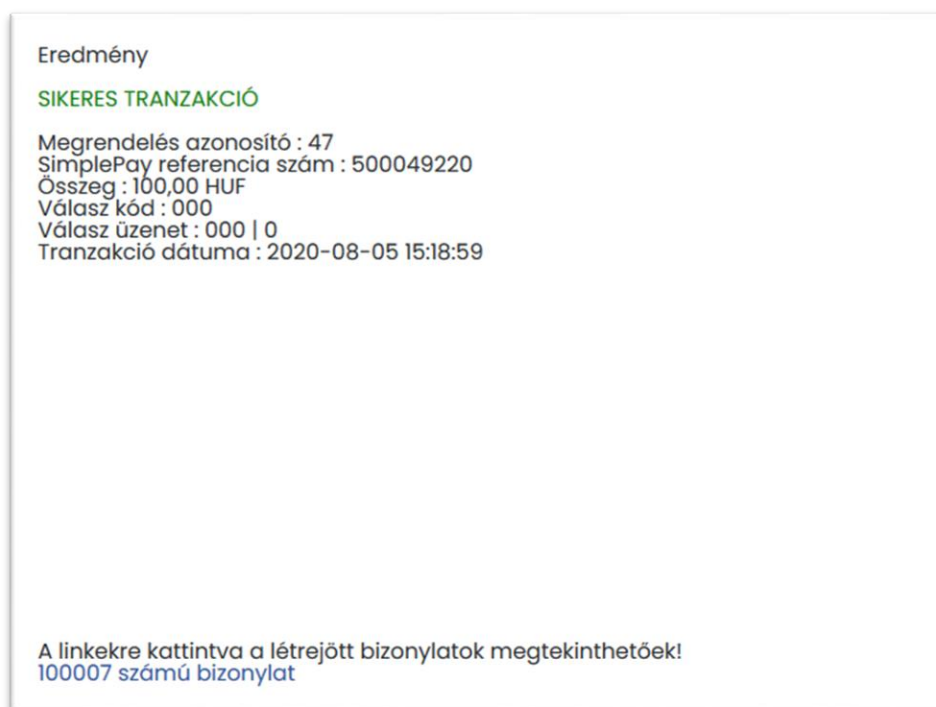 Eredmény
SIKERES TRANZAKCIÓ
Megrendelés azonosító : 47
SimplePay referencia szám : 500049220
Összeg : 100,00 HUF
Válasz kód : 000
Válasz üzenet : 000 | 0
Tranzakció dátuma : 2020-08-05 15:18:59
A linkekre kattintva a létrejött bizonylatok megtekinthetőek!
100007 számú bizonylat